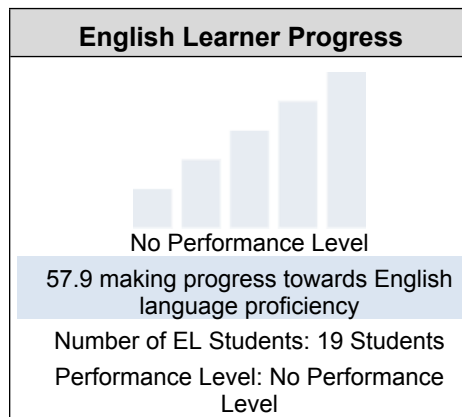 English Learner Progress
No Performance Level
57.9 making progress towards English
language proficiency
Number of EL Students: 19 Students
Performance Level: No Performance
Level